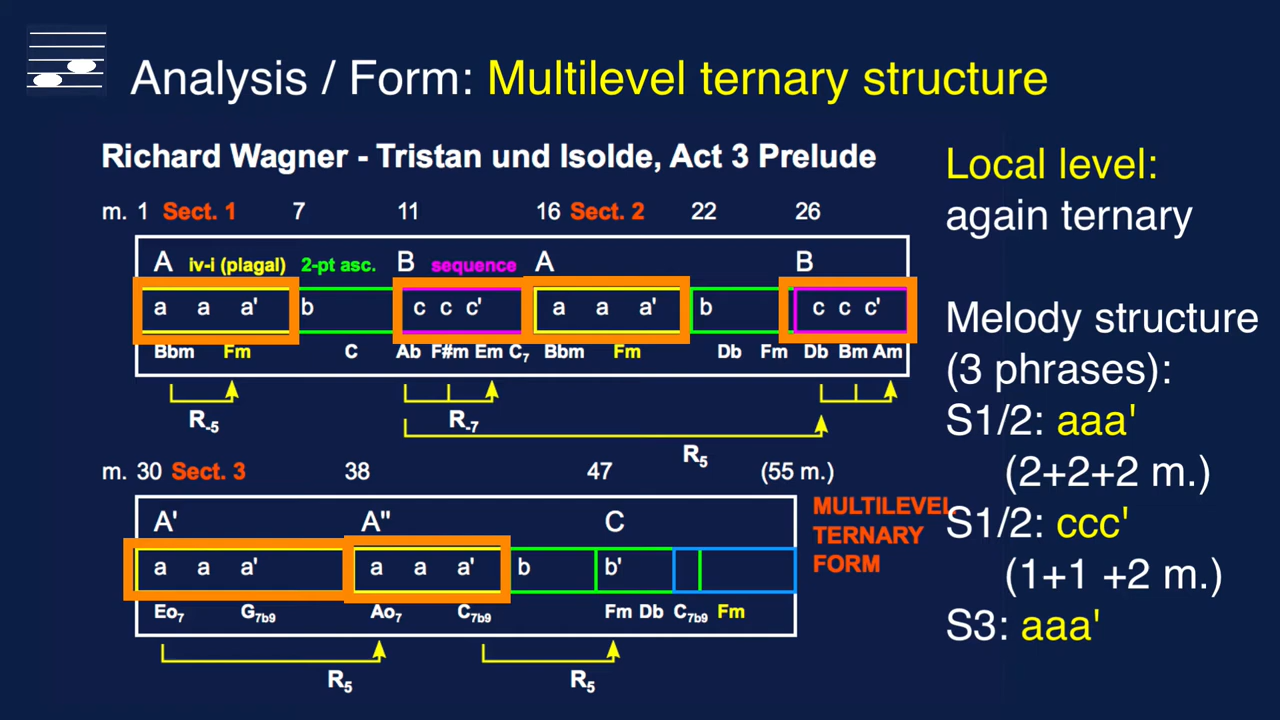 Analysis / Form: Multilevel ternary structure
Richard Wagner - Tristan und Isolde, Act 3 Prelude
m. 1 Sect. 1 7 11 16 Sect. 2 22 26
A iv-i (plagal) 2-pt asc. B sequence A B
a a a' b c c c' a a a' b c c c'
Bbm Fm C Ab F#m Em C7 Bbm Fm Db Fm Db Bm Am
R-5 R-7
R5
m. 30 Sect. 3 38 47 (55 m.)
A' A" C
a a a' a a a' b b'
Eo7 G7b9 Ao7 C7b9 Fm Db C7b9 Fm
R5 R5
MULTILEVEL
TERNARY
FORM
Local level:
again ternary
Melody structure
(3 phrases):
S1/2: aaa'
(2+2+2 m.)
S1/2: ccc'
(1+1 +2 m.)
S3: aaa'